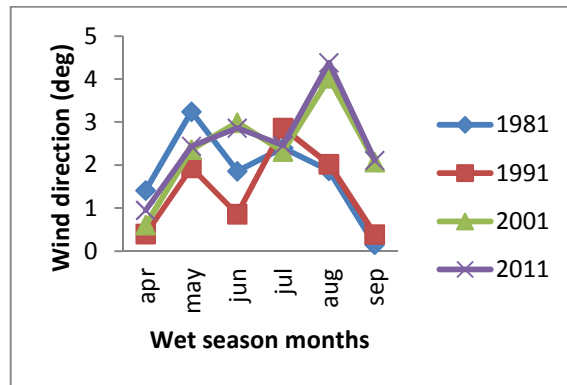 Wind direction (deg)
5
4
3
2
1
0
apr
may
jun
jul
aug
sep
Wet season months
1981
1991
2001
2011